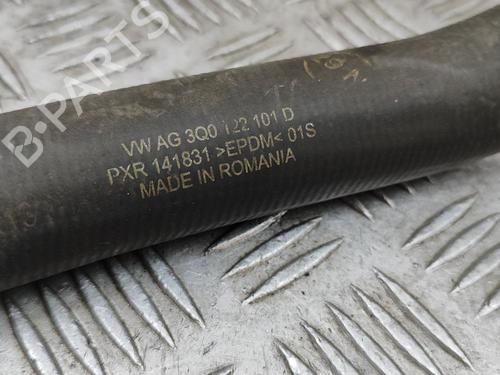 B-PARTS
VW AG 3Q0 122 101 D
PXR 141831 >EPDM< 01S
MADE IN ROMANIA